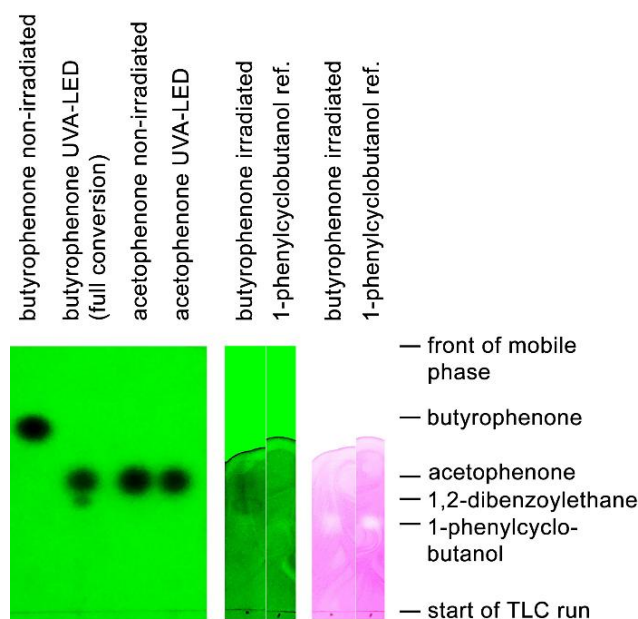 butyrophenone non-irradiated
butyrophenone UVA-LED
(full conversion)
acetophenone non-irradiated
acetophenone UVA-LED
butyrophenone irradiated
1-phenylcyclobutanol ref.
butyrophenone irradiated
1-phenylcyclobutanol ref.
front of mobile
phase
butyrophenone
acetophenone
1,2-dibenzoylethane
1-phenylcyclo-
butanol
start of TLC run